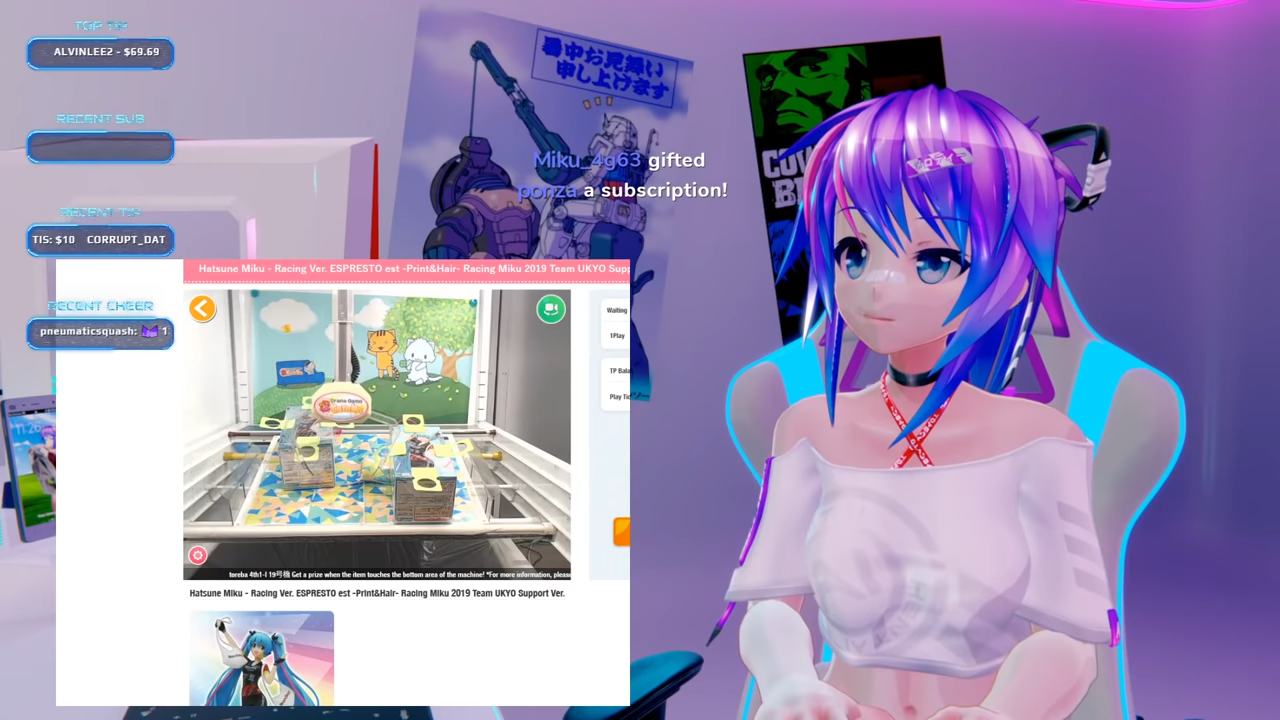 TOP TIP
ALVINLEE2 - $69.69
RECENT SUB
RECENT TIP
TIS: $10 CORRUPT_DAT
RECENT CHEER
pneumaticsquash: 1
暑中お見舞い
申し上げます
Miku_4g63 gifted
ponza a subscription!
Hatsune Miku - Racing Ver. ESPRESTO est -Print&Hair- Racing Miku 2019 Team UKYO Supp
Waiting
1Play
TP Bala
Play Tic
toreba 4th1-I 19号機 Get a prize when the item touches the bottom area of the machine! *For more information, please
Hatsune Miku - Racing Ver. ESPRESTO est -Print&Hair- Racing Miku 2019 Team UKYO Support Ver.
11:26